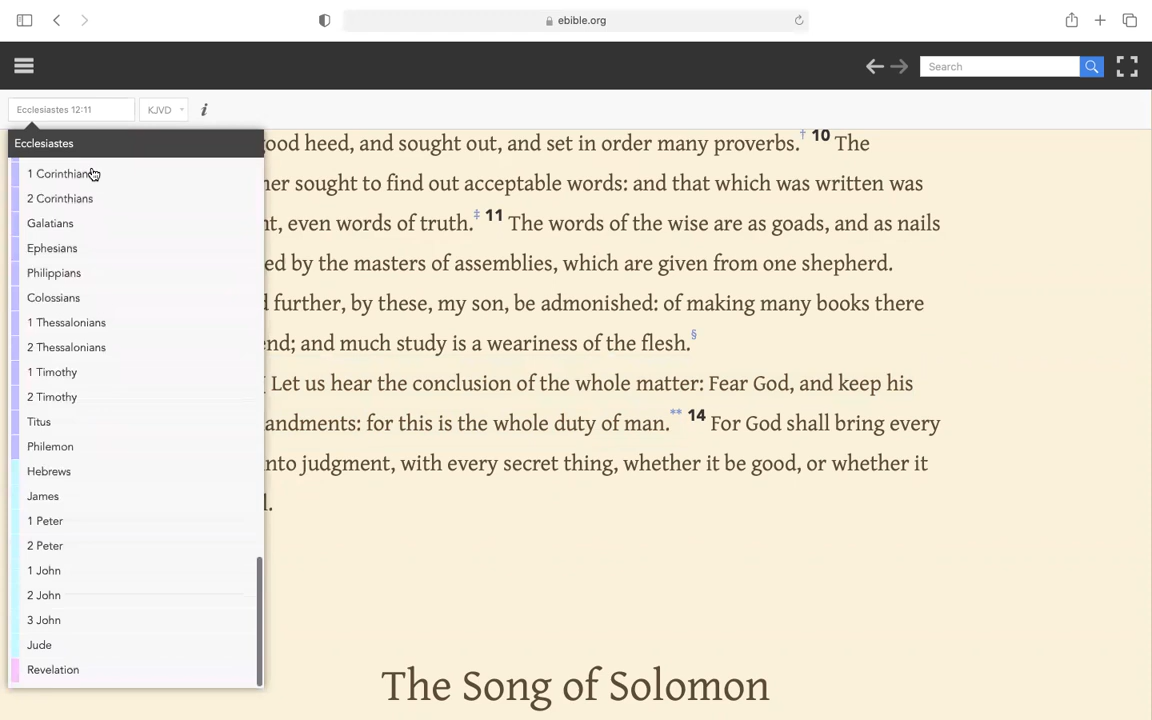 ebible.org
Search
Ecclesiastes 12:11
KJVD
i
Ecclesiastes
1 Corinthian
2 Corinthians
Galatians
Ephesians
Philippians
Colossians
1 Thessalonians
2 Thessalonians
1 Timothy
2 Timothy
Titus
Philemon
Hebrews
James
1 Peter
2 Peter
1 John
2 John
3 John
Jude
Revelation
ood heed, and sought out, and set in order many proverbs.† 10 The
er sought to find out acceptable words: and that which was written was
t, even words of truth.‡ 11 The words of the wise are as goads, and as nails
ed by the masters of assemblies, which are given from one shepherd.
further, by these, my son, be admonished: of making many books there
end; and much study is a weariness of the flesh.§
Let us hear the conclusion of the whole matter: Fear God, and keep his
andments: for this is the whole duty of man.** 14 For God shall bring every
nto judgment, with every secret thing, whether it be good, or whether it
l.
The Song of Solomon